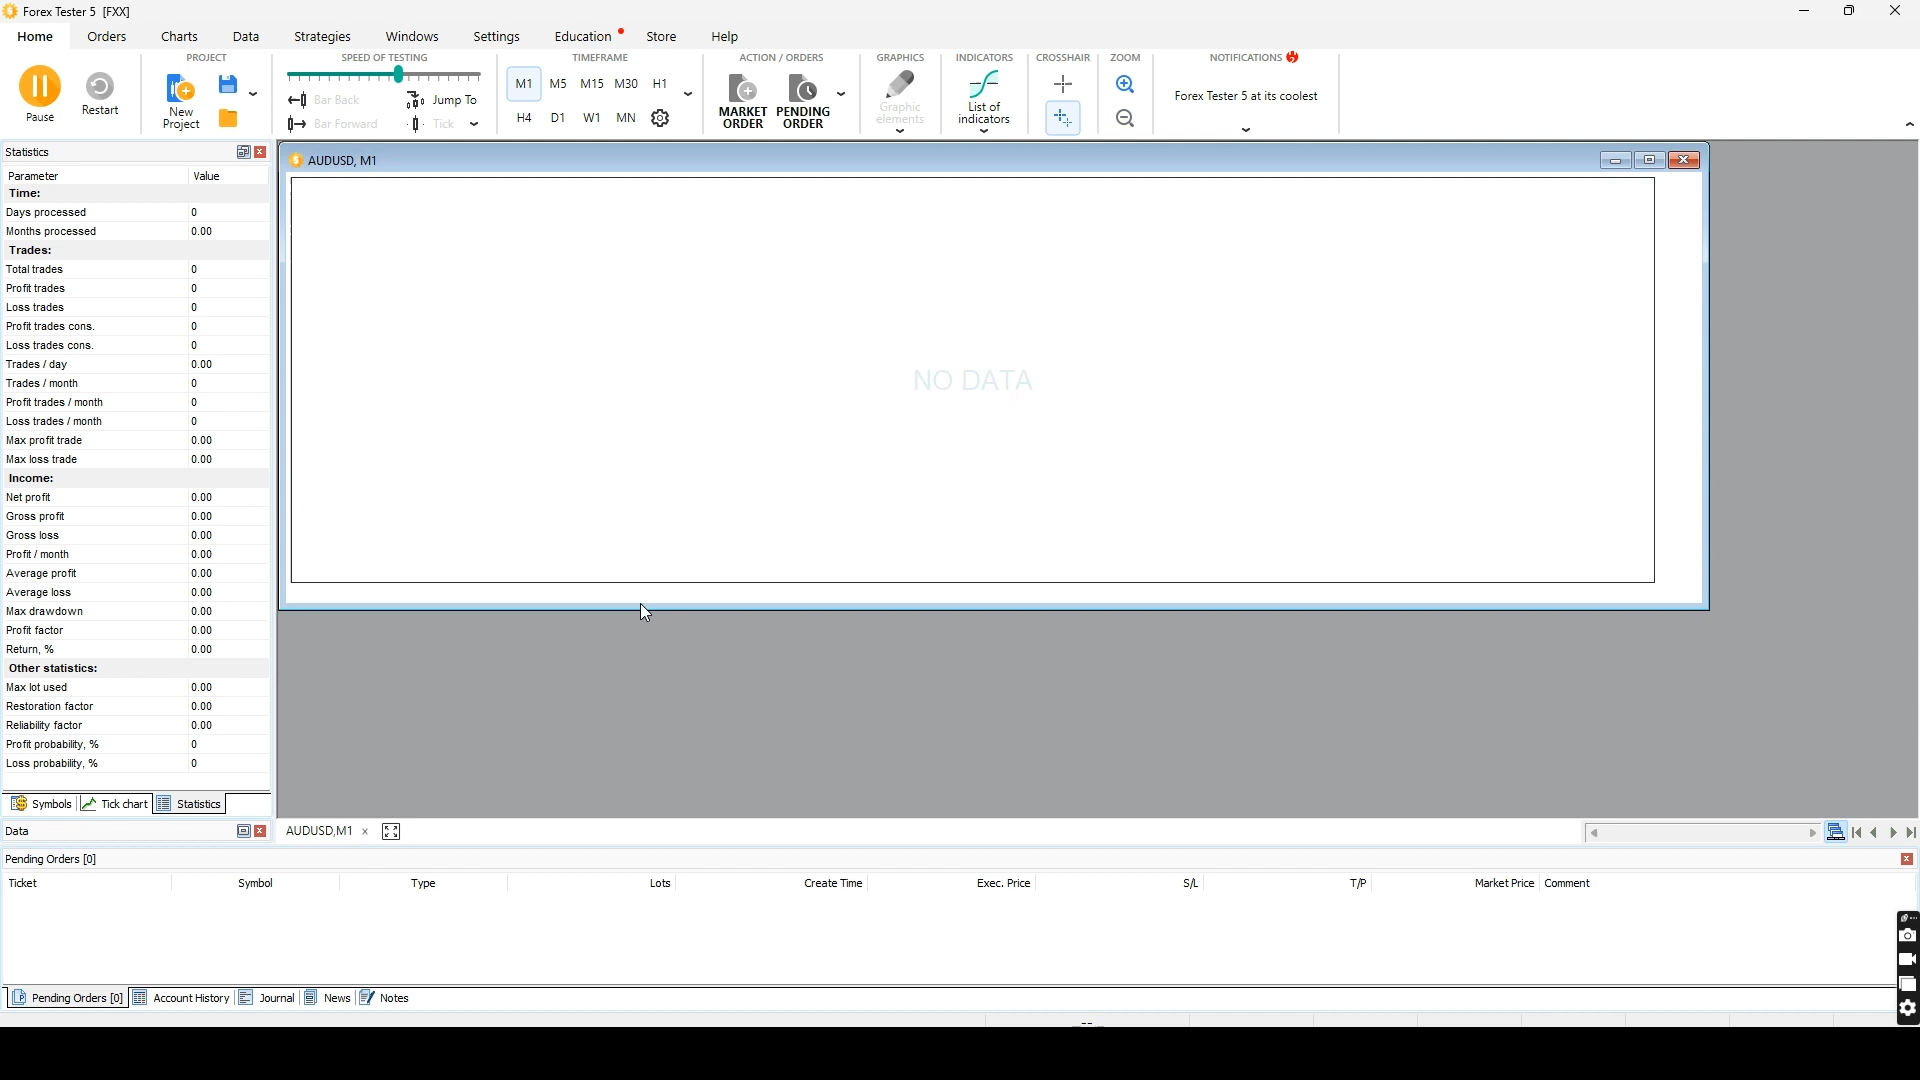 Forex Tester 5 [FXX]
Home Orders Charts Data Strategies Windows Settings Education Store Help
PROJECT SPEED OF TESTING TIMEFRAME ACTION / ORDERS GRAPHICS INDICATORS CROSSHAIR ZOOM NOTIFICATIONS
Pause Restart New Project
Bar Back Jump To
Bar Forward Tick
M1 M5 M15 M30 H1
H4 D1 W1 MN
MARKET ORDER PENDING ORDER
Graphic elements
List of indicators
Forex Tester 5 at its coolest
Statistics
Parameter Value
Time:
Days processed 0
Months processed 0.00
Trades:
Total trades 0
Profit trades 0
Loss trades 0
Profit trades cons. 0
Loss trades cons. 0
Trades / day 0.00
Trades / month 0
Profit trades / month 0
Loss trades / month 0
Max profit trade 0.00
Max loss trade 0.00
Income:
Net profit 0.00
Gross profit 0.00
Gross loss 0.00
Profit / month 0.00
Average profit 0.00
Average loss 0.00
Max drawdown 0.00
Profit factor 0.00
Return, % 0.00
Other statistics:
Max lot used 0.00
Restoration factor 0.00
Reliability factor 0.00
Profit probability, % 0
Loss probability, % 0
Symbols Tick chart Statistics
Data
AUDUSD, M1
NO DATA
AUDUSD,M1
Pending Orders [0]
Ticket Symbol Type Lots Create Time Exec. Price S/L T/P Market Price Comment
Pending Orders [0] Account History Journal News Notes
--